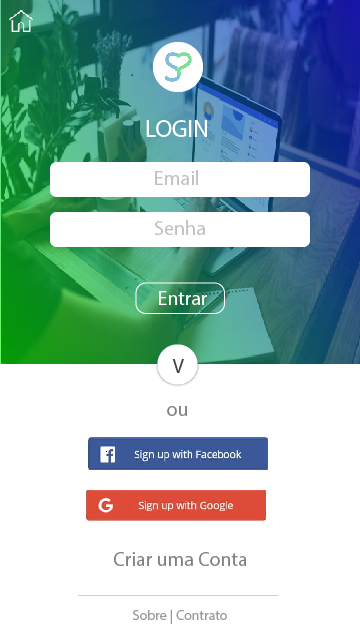 LOGIN
Email
Senha
Entrar
V
ou
Sign up with Facebook
Sign up with Google
Criar uma Conta
Sobre | Contrato